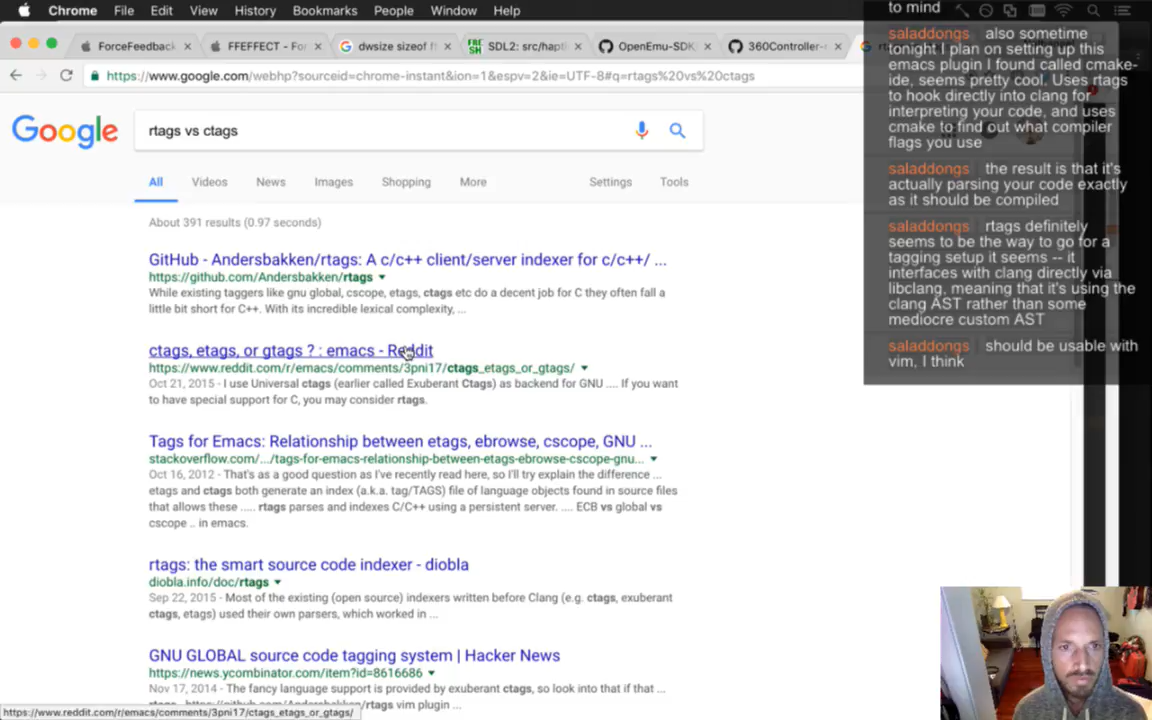 Chrome File Edit View History Bookmarks People Window Help
ForceFeedback × FFEFFECT - For × dwsize sizeof ff × SDL2: src/hapti × OpenEmu-SDK × 360Controller-
https://www.google.com/webhp?sourceid=chrome-instant&ion=1&espv=2&ie=UTF-8#q=rtags%20vs%20ctags
Google
rtags vs ctags
All Videos News Images Shopping More Settings Tools
About 391 results (0.97 seconds)
GitHub - Andersbakken/rtags: A c/c++ client/server indexer for c/c++/ ...
https://github.com/Andersbakken/rtags
While existing taggers like gnu global, cscope, etags, ctags etc do a decent job for C they often fall a
little bit short for C++. With its incredible lexical complexity, ...
ctags, etags, or gtags ? : emacs - Reddit
https://www.reddit.com/r/emacs/comments/3pni17/ctags_etags_or_gtags/
Oct 21, 2015 - I use Universal ctags (earlier called Exuberant Ctags) as backend for GNU .... If you want
to have special support for C, you may consider rtags.
Tags for Emacs: Relationship between etags, ebrowse, cscope, GNU ...
stackoverflow.com/.../tags-for-emacs-relationship-between-etags-ebrowse-cscope-gnu...
Oct 16, 2012 - That's as a good question as I've recently read here, so I'll try explain the difference ...
etags and ctags both generate an index (a.k.a. tag/TAGS) file of language objects found in source files
that allows these ..... rtags parses and indexes C/C++ using a persistent server. .... ECB vs global vs
cscope .. in emacs.
rtags: the smart source code indexer - diobla
diobla.info/doc/rtags
Sep 22, 2015 - Most of the existing (open source) indexers written before Clang (e.g. ctags, exuberant
ctags, etags) used their own parsers, which worked in ...
GNU GLOBAL source code tagging system | Hacker News
https://news.ycombinator.com/item?id=8616686
Nov 17, 2014 - The fancy language support is provided by exuberant ctags, so look into that if that ...
rtags - https://github.com/Andersbakken/rtags vim plugin ...
https://www.reddit.com/r/emacs/comments/3pni17/ctags_etags_or_gtags/
to mind
saladdongs also sometime
tonight I plan on setting up this
emacs plugin I found called cmake-
ide, seems pretty cool. Uses rtags
to hook directly into clang for
interpreting your code, and uses
cmake to find out what compiler
flags you use
saladdongs the result is that it's
actually parsing your code exactly
as it should be compiled
saladdongs rtags definitely
seems to be the way to go for a
tagging setup it seems -- it
interfaces with clang directly via
libclang, meaning that it's using the
clang AST rather than some
mediocre custom AST
saladdongs should be usable with
vim, I think